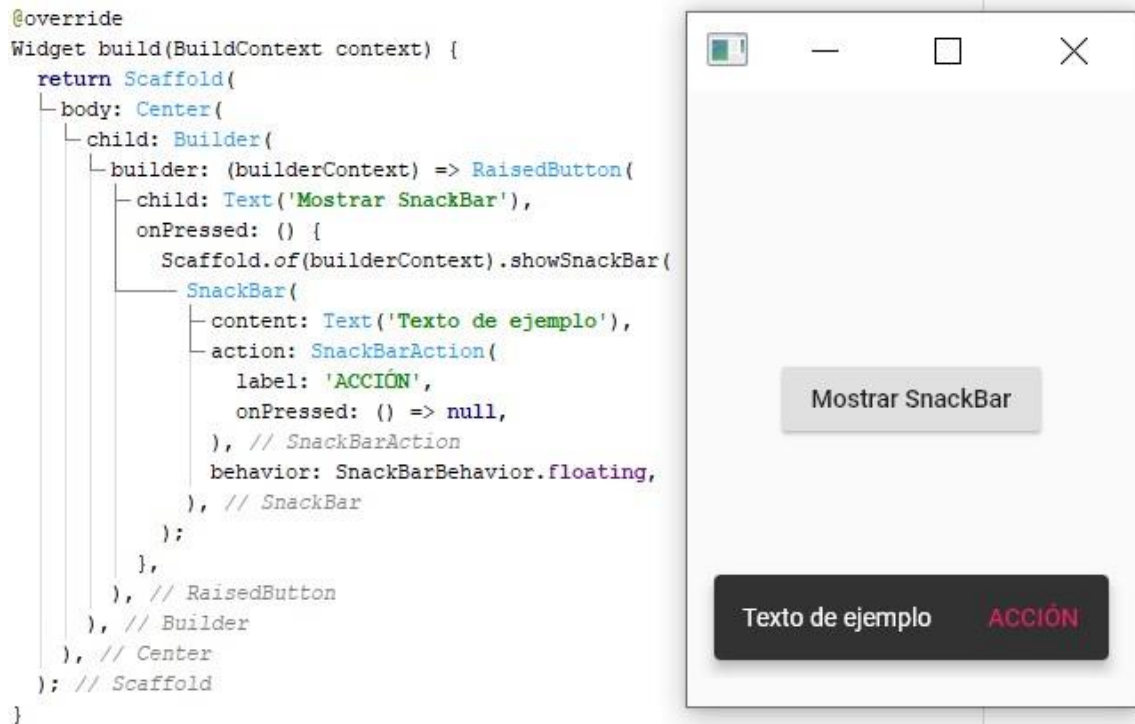 @override
Widget build(BuildContext context) {
return Scaffold(
body: Center(
child: Builder(
builder: (builderContext) => RaisedButton(
child: Text('Mostrar SnackBar'),
onPressed: () {
Scaffold.of(builderContext).showSnackBar(
SnackBar(
content: Text('Texto de ejemplo'),
action: SnackBarAction(
label: 'ACCIÓN',
onPressed: () => null,
), // SnackBarAction
behavior: SnackBarBehavior.floating,
), // SnackBar
);
},
), // RaisedButton
), // Builder
), // Center
); // Scaffold
}
Mostrar SnackBar
Texto de ejemplo ACCIÓN